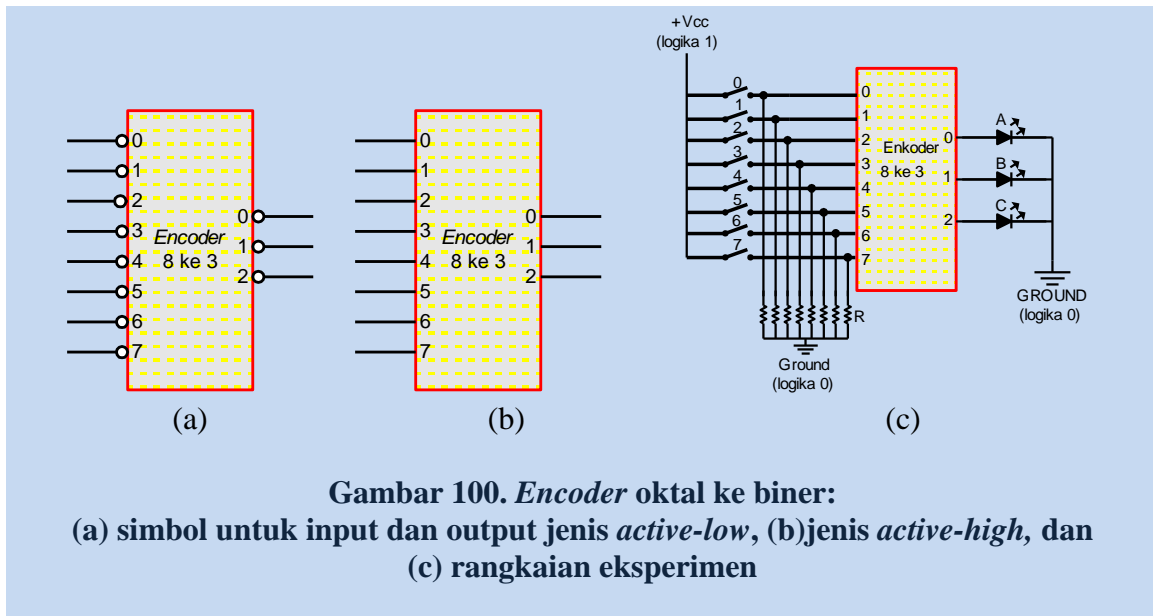 0
1
2
3
4
5
6
7
Encoder
8 ke 3
0
1
2
(a)
0
1
2
3
4
5
6
7
Encoder
8 ke 3
0
1
2
(b)
+Vcc
(logika 1)
0
1
2
3
4
5
6
7
0
1
2
3
4
5
6
7
Enkoder
8 ke 3
0
1
2
A
B
C
R
Ground
(logika 0)
GROUND
(logika 0)
(c)
Gambar 100. Encoder oktal ke biner:
(a) simbol untuk input dan output jenis active-low, (b)jenis active-high, dan
(c) rangkaian eksperimen